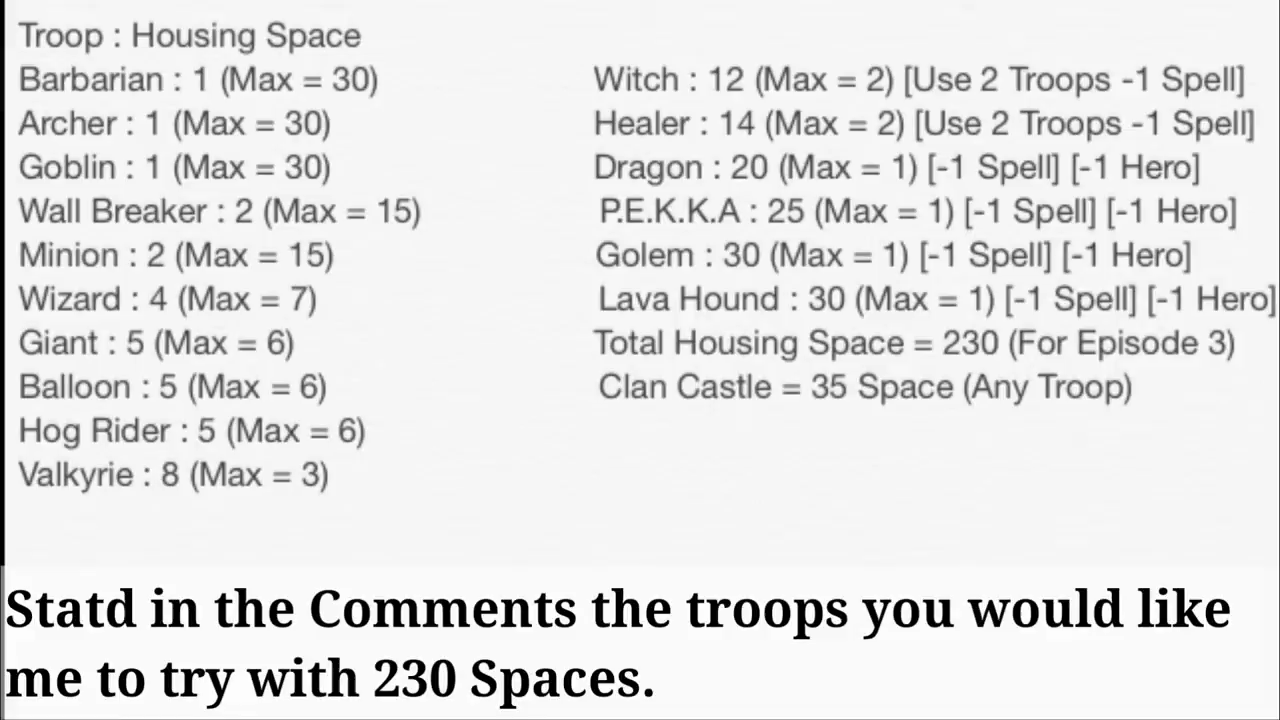 Troop : Housing Space
Barbarian : 1 (Max = 30)
Archer : 1 (Max = 30)
Goblin : 1 (Max = 30)
Wall Breaker : 2 (Max = 15)
Minion : 2 (Max = 15)
Wizard : 4 (Max = 7)
Giant : 5 (Max = 6)
Balloon : 5 (Max = 6)
Hog Rider : 5 (Max = 6)
Valkyrie : 8 (Max = 3)
Witch : 12 (Max = 2) [Use 2 Troops -1 Spell]
Healer : 14 (Max = 2) [Use 2 Troops -1 Spell]
Dragon : 20 (Max = 1) [-1 Spell] [-1 Hero]
P.E.K.K.A : 25 (Max = 1) [-1 Spell] [-1 Hero]
Golem : 30 (Max = 1) [-1 Spell] [-1 Hero]
Lava Hound : 30 (Max = 1) [-1 Spell] [-1 Hero]
Total Housing Space = 230 (For Episode 3)
Clan Castle = 35 Space (Any Troop)
Statd in the Comments the troops you would like
me to try with 230 Spaces.